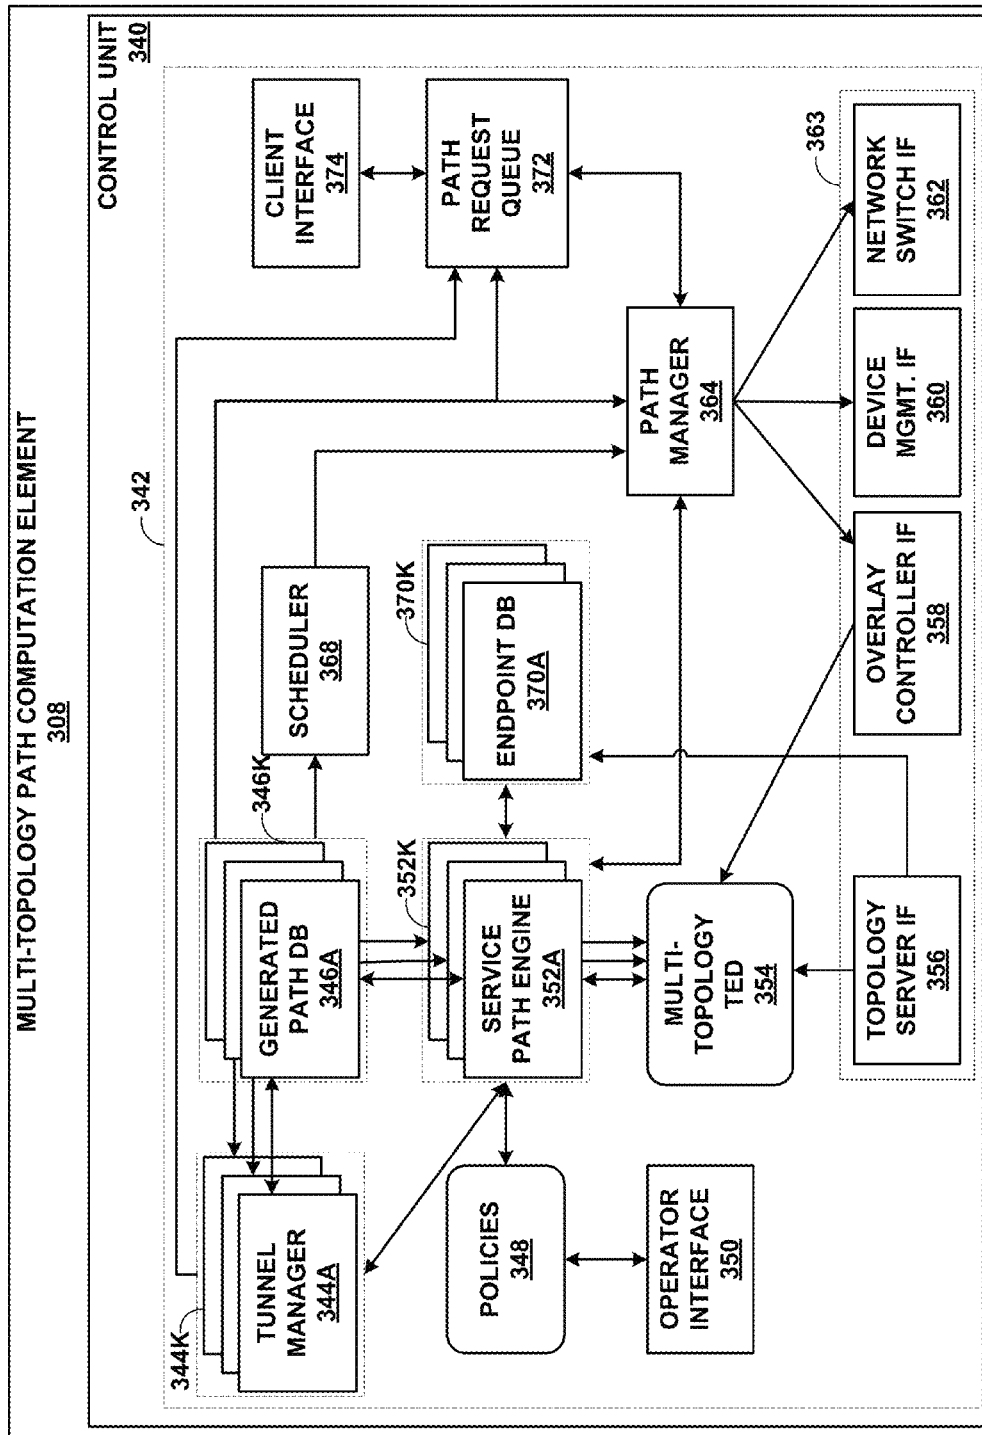 MULTI-TOPOLOGY PATH COMPUTATION ELEMENT
308
CONTROL UNIT
340
342
344K
TUNNEL
MANAGER
344A
346K
GENERATED
PATH DB
346A
SCHEDULER
368
CLIENT
INTERFACE
374
PATH
REQUEST
QUEUE
372
POLICIES
348
352K
SERVICE
PATH ENGINE
352A
370K
ENDPOINT DB
370A
PATH
MANAGER
364
OPERATOR
INTERFACE
350
MULTI-
TOPOLOGY
TED
354
363
TOPOLOGY
SERVER IF
356
OVERLAY
CONTROLLER IF
358
DEVICE
MGMT. IF
360
NETWORK
SWITCH IF
362